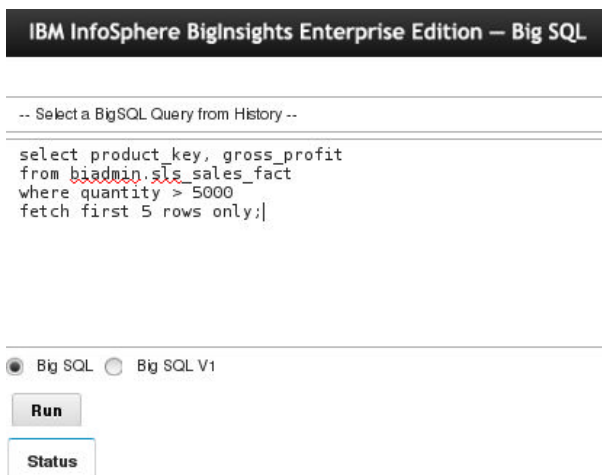 IBM InfoSphere BigInsights Enterprise Edition — Big SQL
-- Select a BigSQL Query from History --
select product_key, gross_profit
from biadmin.sls_sales_fact
where quantity > 5000
fetch first 5 rows only;
Big SQL Big SQL V1
Run
Status